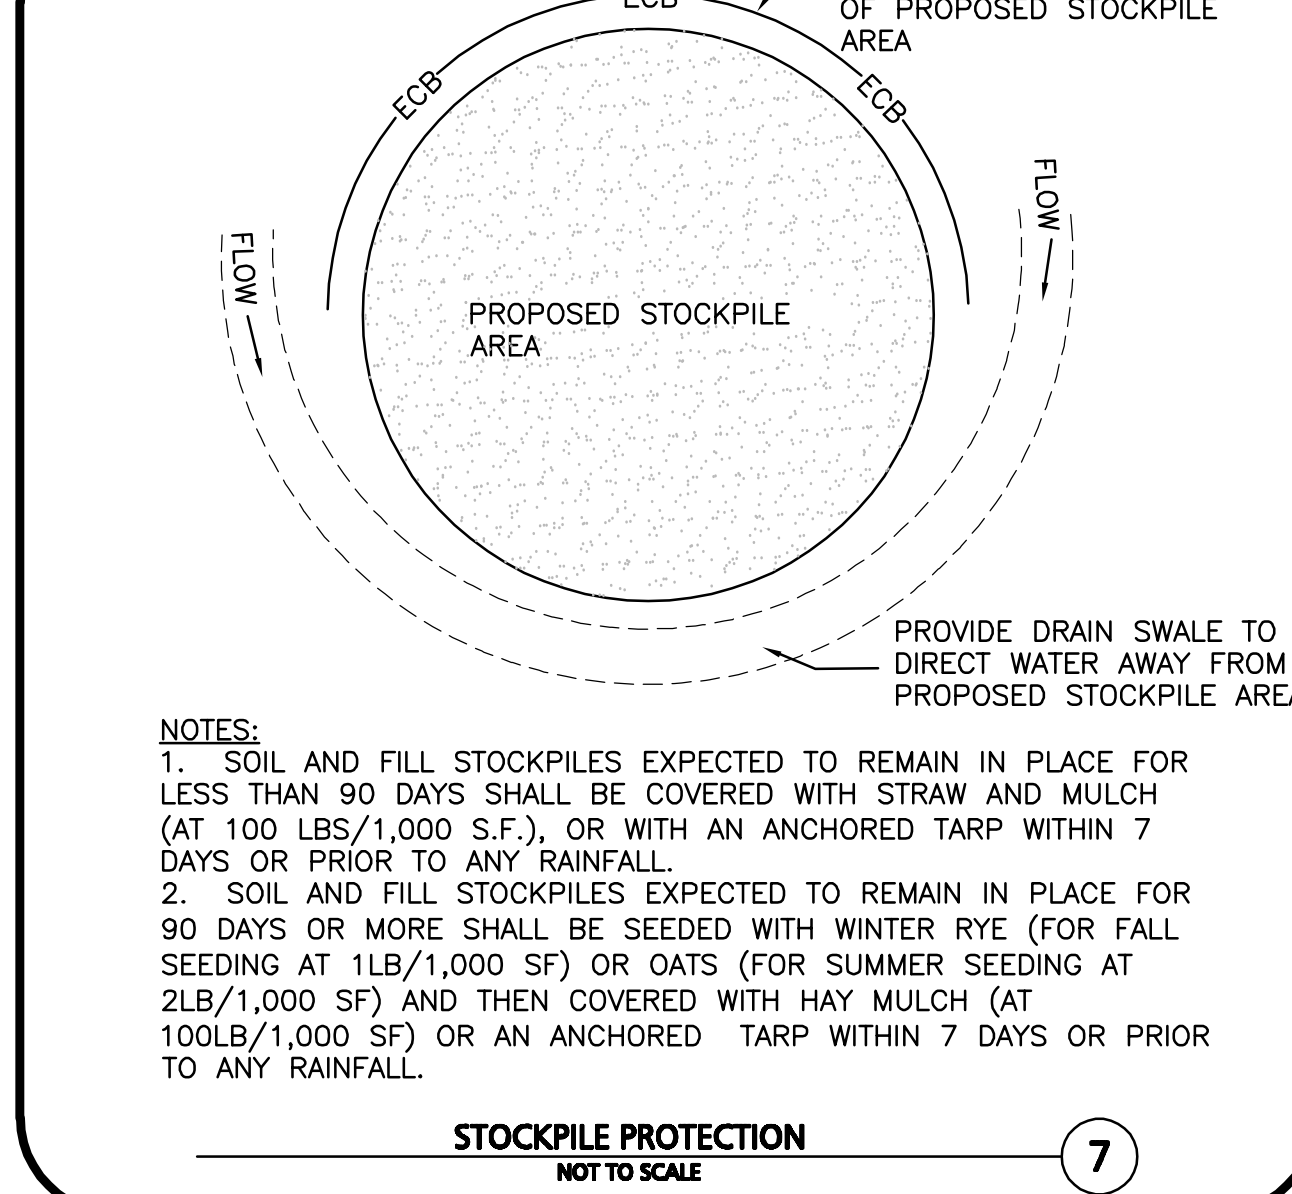 ECB
OF PROPOSED STOCKPILE
AREA
ECB
ECB
FLOW
FLOW
PROPOSED STOCKPILE
AREA
PROVIDE DRAIN SWALE TO
DIRECT WATER AWAY FROM
PROPOSED STOCKPILE AREA
NOTES:
1. SOIL AND FILL STOCKPILES EXPECTED TO REMAIN IN PLACE FOR
LESS THAN 90 DAYS SHALL BE COVERED WITH STRAW AND MULCH
(AT 100 LBS/1,000 S.F.), OR WITH AN ANCHORED TARP WITHIN 7
DAYS OR PRIOR TO ANY RAINFALL.
2. SOIL AND FILL STOCKPILES EXPECTED TO REMAIN IN PLACE FOR
90 DAYS OR MORE SHALL BE SEEDED WITH WINTER RYE (FOR FALL
SEEDING AT 1LB/1,000 SF) OR OATS (FOR SUMMER SEEDING AT
2LB/1,000 SF) AND THEN COVERED WITH HAY MULCH (AT
100LB/1,000 SF) OR AN ANCHORED TARP WITHIN 7 DAYS OR PRIOR
TO ANY RAINFALL.
STOCKPILE PROTECTION
NOT TO SCALE
7